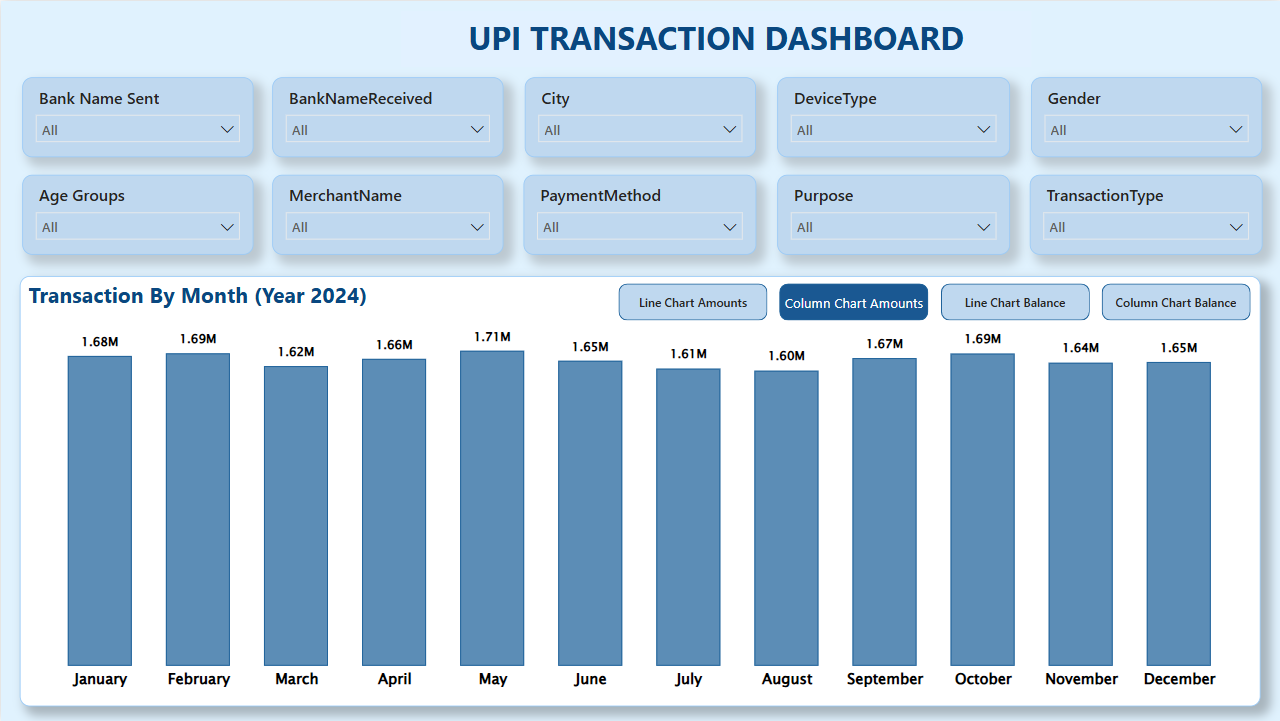 UPI TRANSACTION DASHBOARD
Bank Name Sent
All
BankNameReceived
All
City
All
DeviceType
All
Gender
All
Age Groups
All
MerchantName
All
PaymentMethod
All
Purpose
All
TransactionType
All
Transaction By Month (Year 2024)
Line Chart Amounts
Column Chart Amounts
Line Chart Balance
Column Chart Balance
1.68M 1.69M 1.62M 1.66M 1.71M 1.65M 1.61M 1.60M 1.67M 1.69M 1.64M 1.65M
January February March April May June July August September October November December